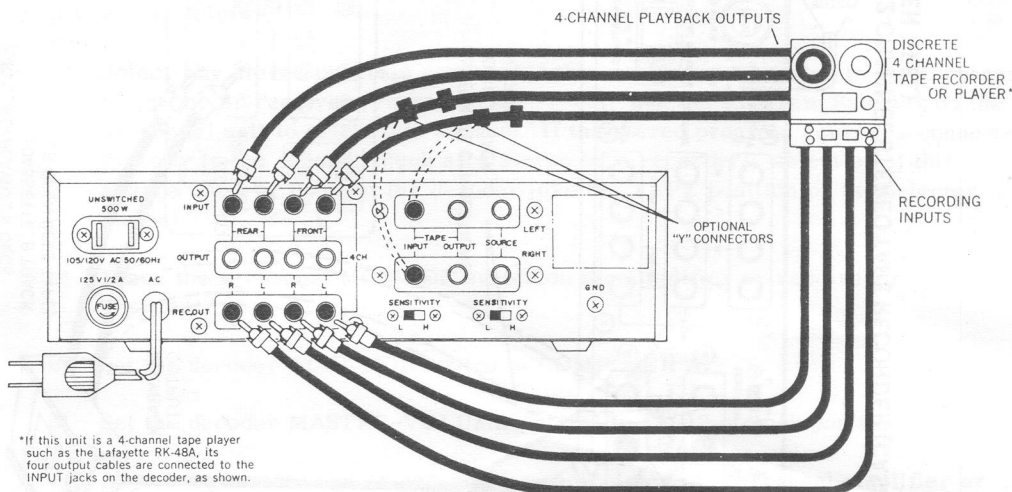 4-CHANNEL PLAYBACK OUTPUTS
DISCRETE
4 CHANNEL
TAPE RECORDER
OR PLAYER*
RECORDING
INPUTS
OPTIONAL
"Y" CONNECTORS
UNSWITCHED
500W
105/120V AC 50/60Hz
125V1/2A
FUSE
AC
INPUT
REAR
FRONT
OUTPUT
4CH
R
L
R
L
REC.OUT
LEFT
TAPE
INPUT
OUTPUT
SOURCE
RIGHT
SENSITIVITY
L
H
SENSITIVITY
L
H
GND
*If this unit is a 4-channel tape player
such as the Lafayette RK-48A, its
four output cables are connected to the
INPUT jacks on the decoder, as shown.